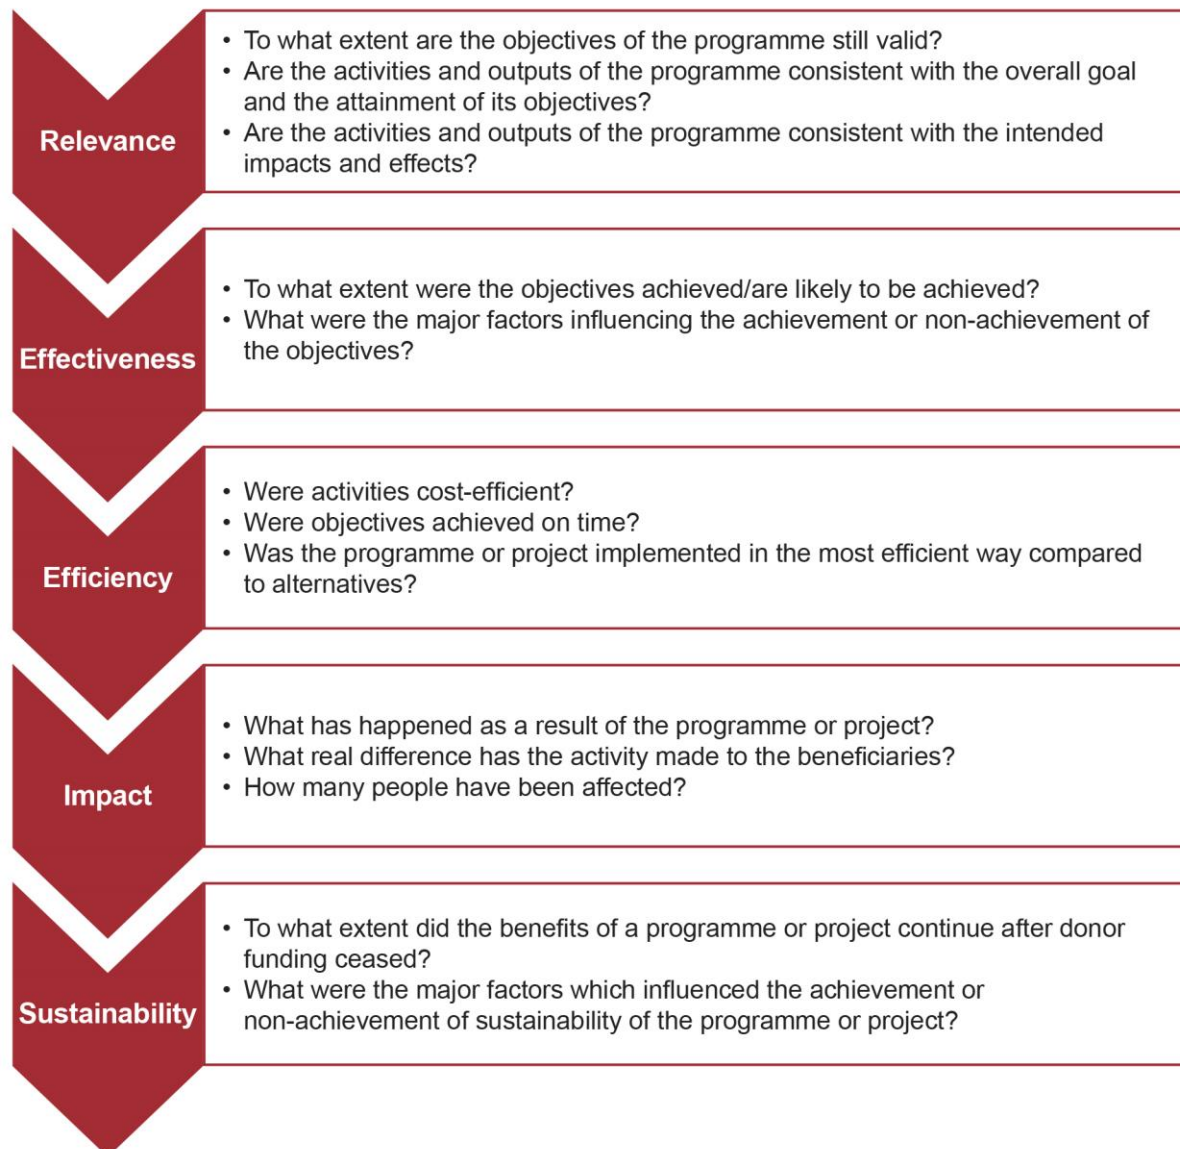 Relevance
• To what extent are the objectives of the programme still valid?
• Are the activities and outputs of the programme consistent with the overall goal
and the attainment of its objectives?
• Are the activities and outputs of the programme consistent with the intended
impacts and effects?
Effectiveness
• To what extent were the objectives achieved/are likely to be achieved?
• What were the major factors influencing the achievement or non-achievement of
the objectives?
Efficiency
• Were activities cost-efficient?
• Were objectives achieved on time?
• Was the programme or project implemented in the most efficient way compared
to alternatives?
Impact
• What has happened as a result of the programme or project?
• What real difference has the activity made to the beneficiaries?
• How many people have been affected?
Sustainability
• To what extent did the benefits of a programme or project continue after donor
funding ceased?
• What were the major factors which influenced the achievement or
non-achievement of sustainability of the programme or project?